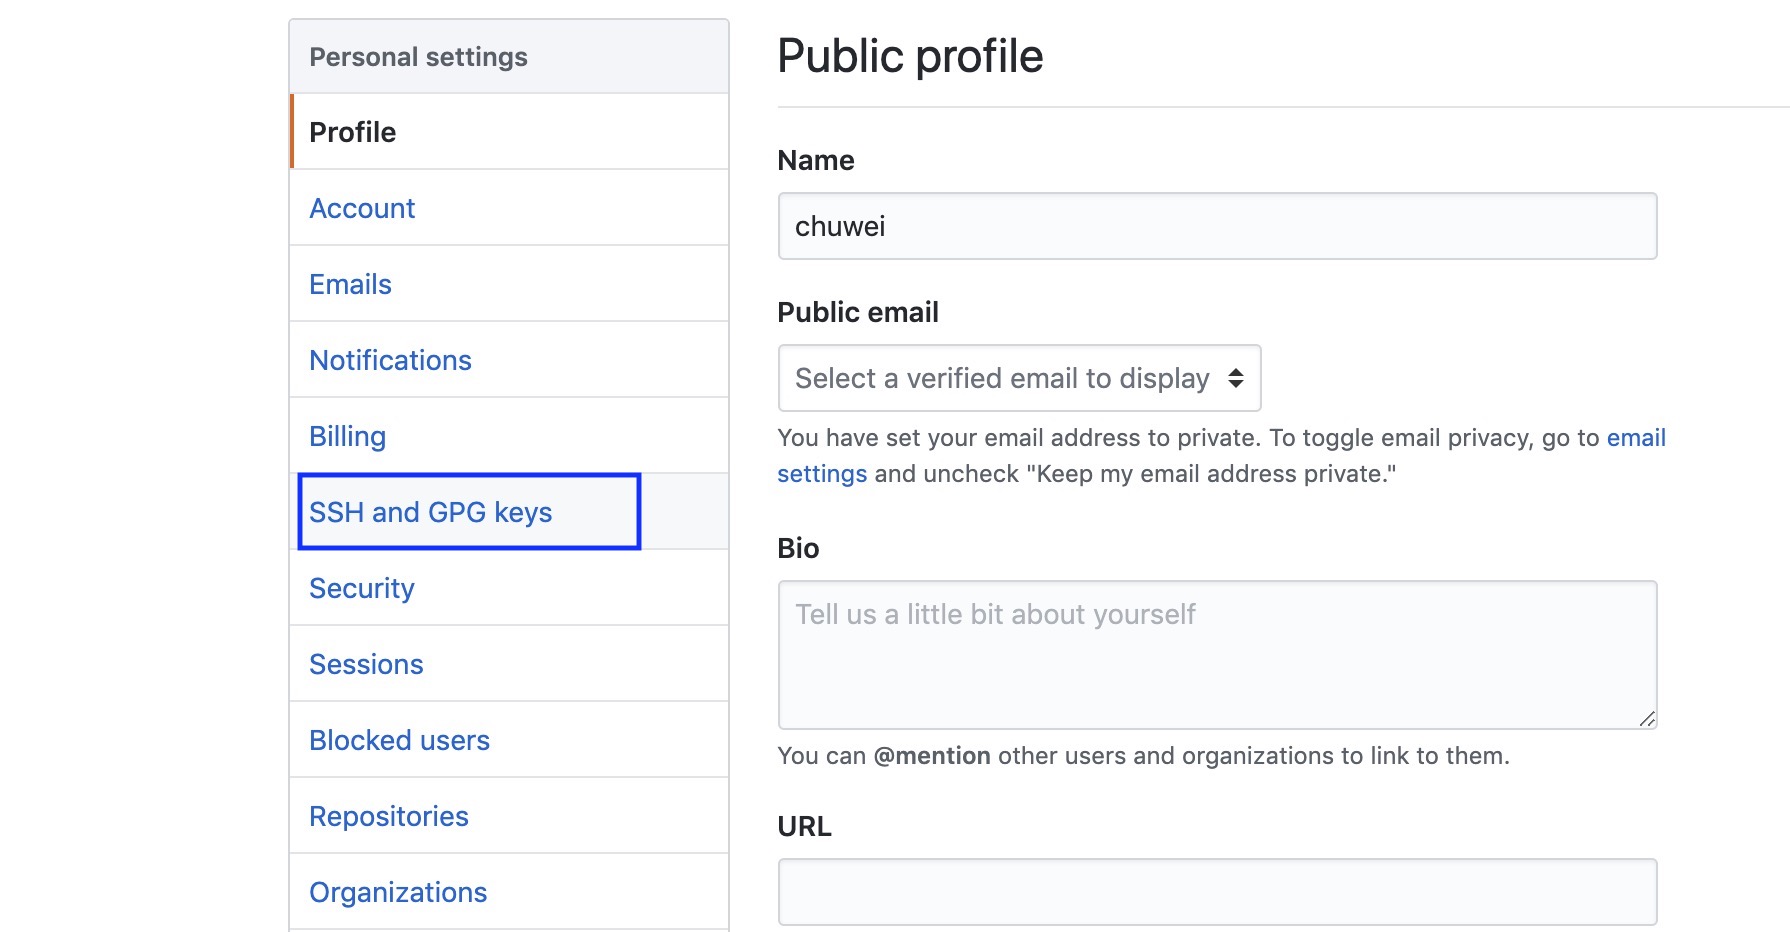 Personal settings
Profile
Account
Emails
Notifications
Billing
SSH and GPG keys
Security
Sessions
Blocked users
Repositories
Organizations
Public profile
Name
chuwei
Public email
Select a verified email to display
You have set your email address to private. To toggle email privacy, go to email
settings and uncheck "Keep my email address private."
Bio
Tell us a little bit about yourself
You can @mention other users and organizations to link to them.
URL